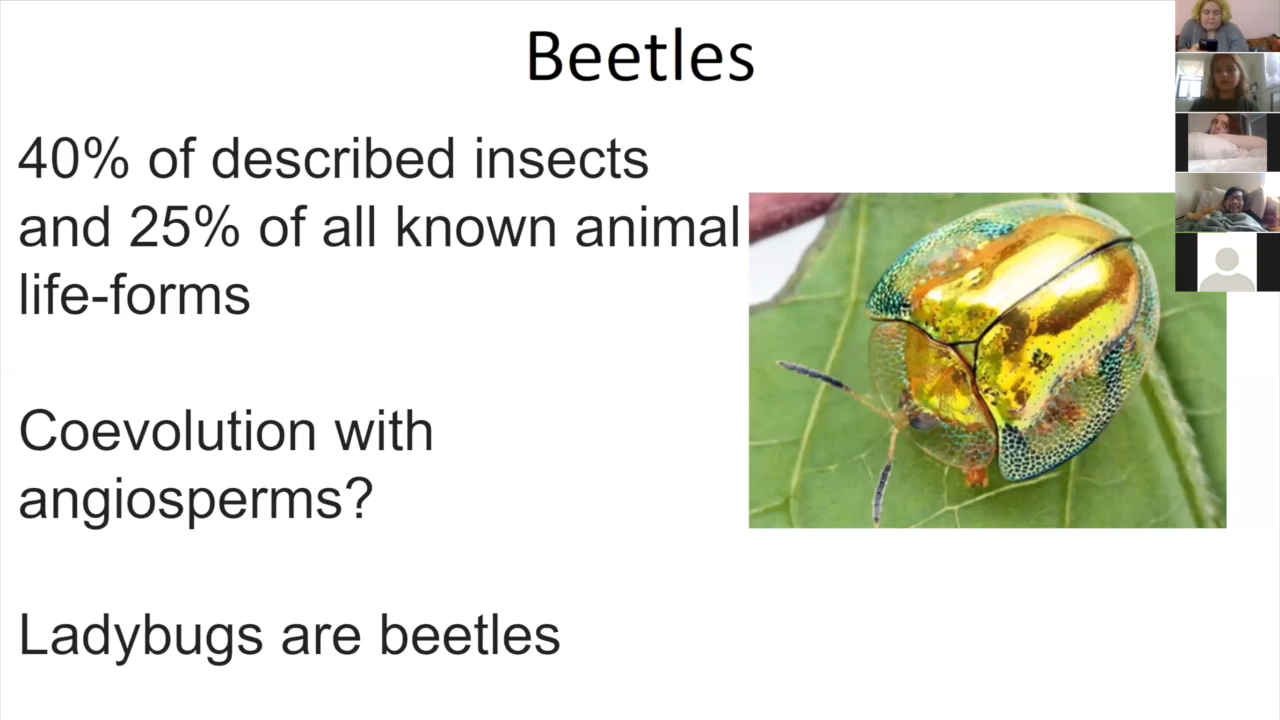 Beetles
40% of described insects
and 25% of all known animal
life-forms
Coevolution with
angiosperms?
Ladybugs are beetles